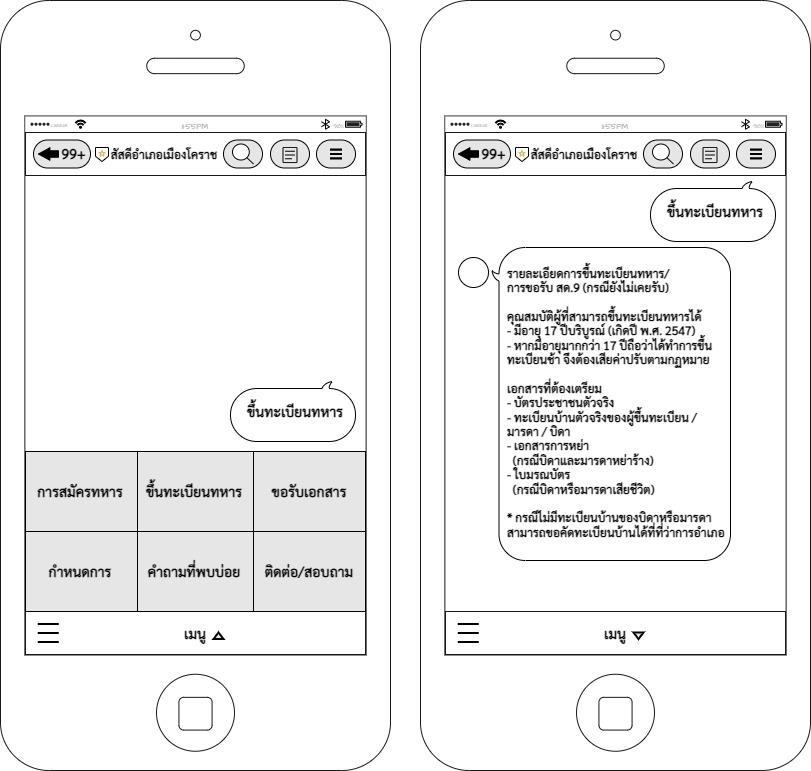 1:55PM
99+ สัสดีอำเภอเมืองโคราช
ขึ้นทะเบียนทหาร
การสมัครทหาร ขึ้นทะเบียนทหาร ขอรับเอกสาร
กำหนดการ คำถามที่พบบ่อย ติดต่อ/สอบถาม
เมนู
1:55PM
99+ สัสดีอำเภอเมืองโคราช
ขึ้นทะเบียนทหาร
รายละเอียดการขึ้นทะเบียนทหาร/
การขอรับ สด.9 (กรณียังไม่เคยรับ)
คุณสมบัติผู้ที่สามารถขึ้นทะเบียนทหารได้
- มีอายุ 17 ปีบริบูรณ์ (เกิดปี พ.ศ. 2547)
- หากมีอายุมากกว่า 17 ปีถือว่าได้ทำการขึ้น
ทะเบียนช้า จึงต้องเสียค่าปรับตามกฎหมาย
เอกสารที่ต้องเตรียม
- บัตรประชาชนตัวจริง
- ทะเบียนบ้านตัวจริงของผู้ขึ้นทะเบียน /
มารดา / บิดา
- เอกสารการหย่า
(กรณีบิดาและมารดาหย่าร้าง)
- ใบมรณบัตร
(กรณีบิดาหรือมารดาเสียชีวิต)
* กรณีไม่มีทะเบียนบ้านของบิดาหรือมารดา
สามารถขอคัดทะเบียนบ้านได้ที่ที่ว่าการอำเภอ
เมนู